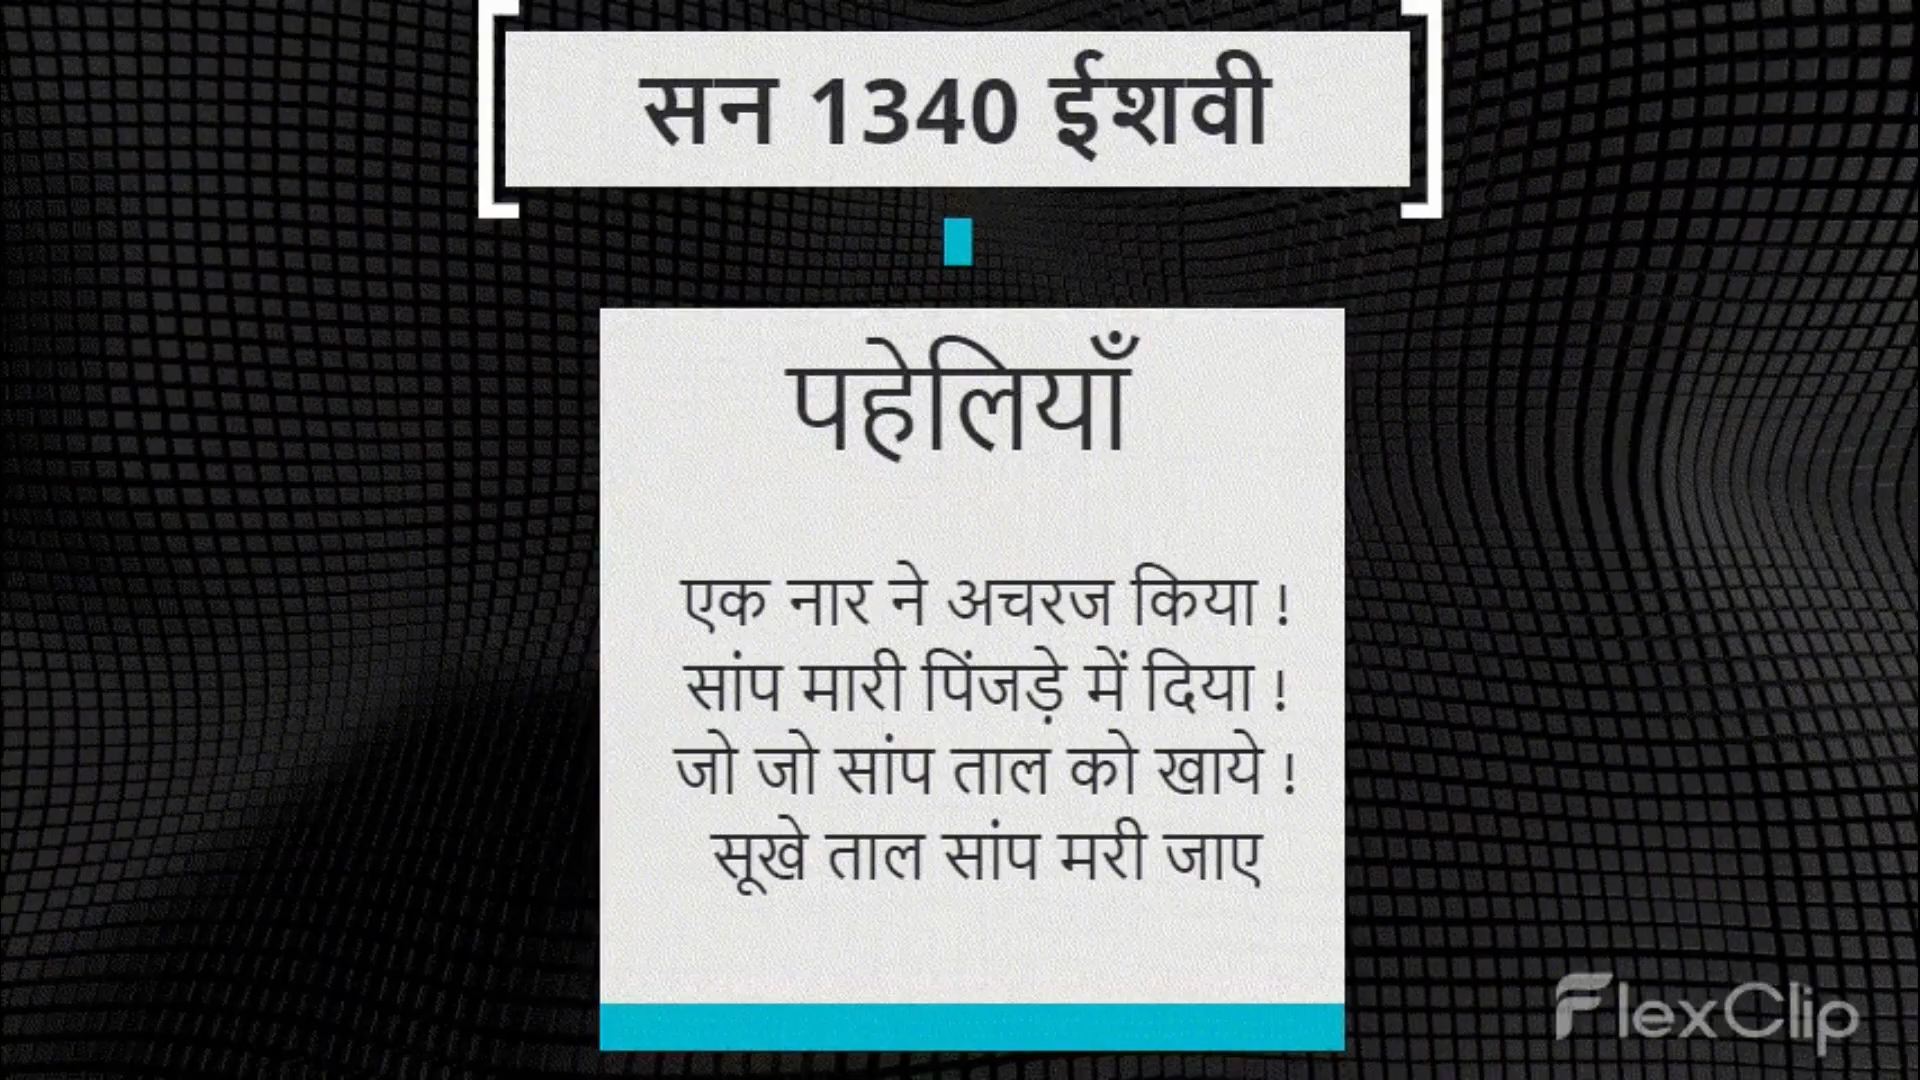 सन 1340 ईशवी
पहेलियाँ
एक नार ने अचरज किया !
सांप मारी पिंजड़े में दिया !
जो जो सांप ताल को खाये !
सूखे ताल सांप मरी जाए
FlexClip